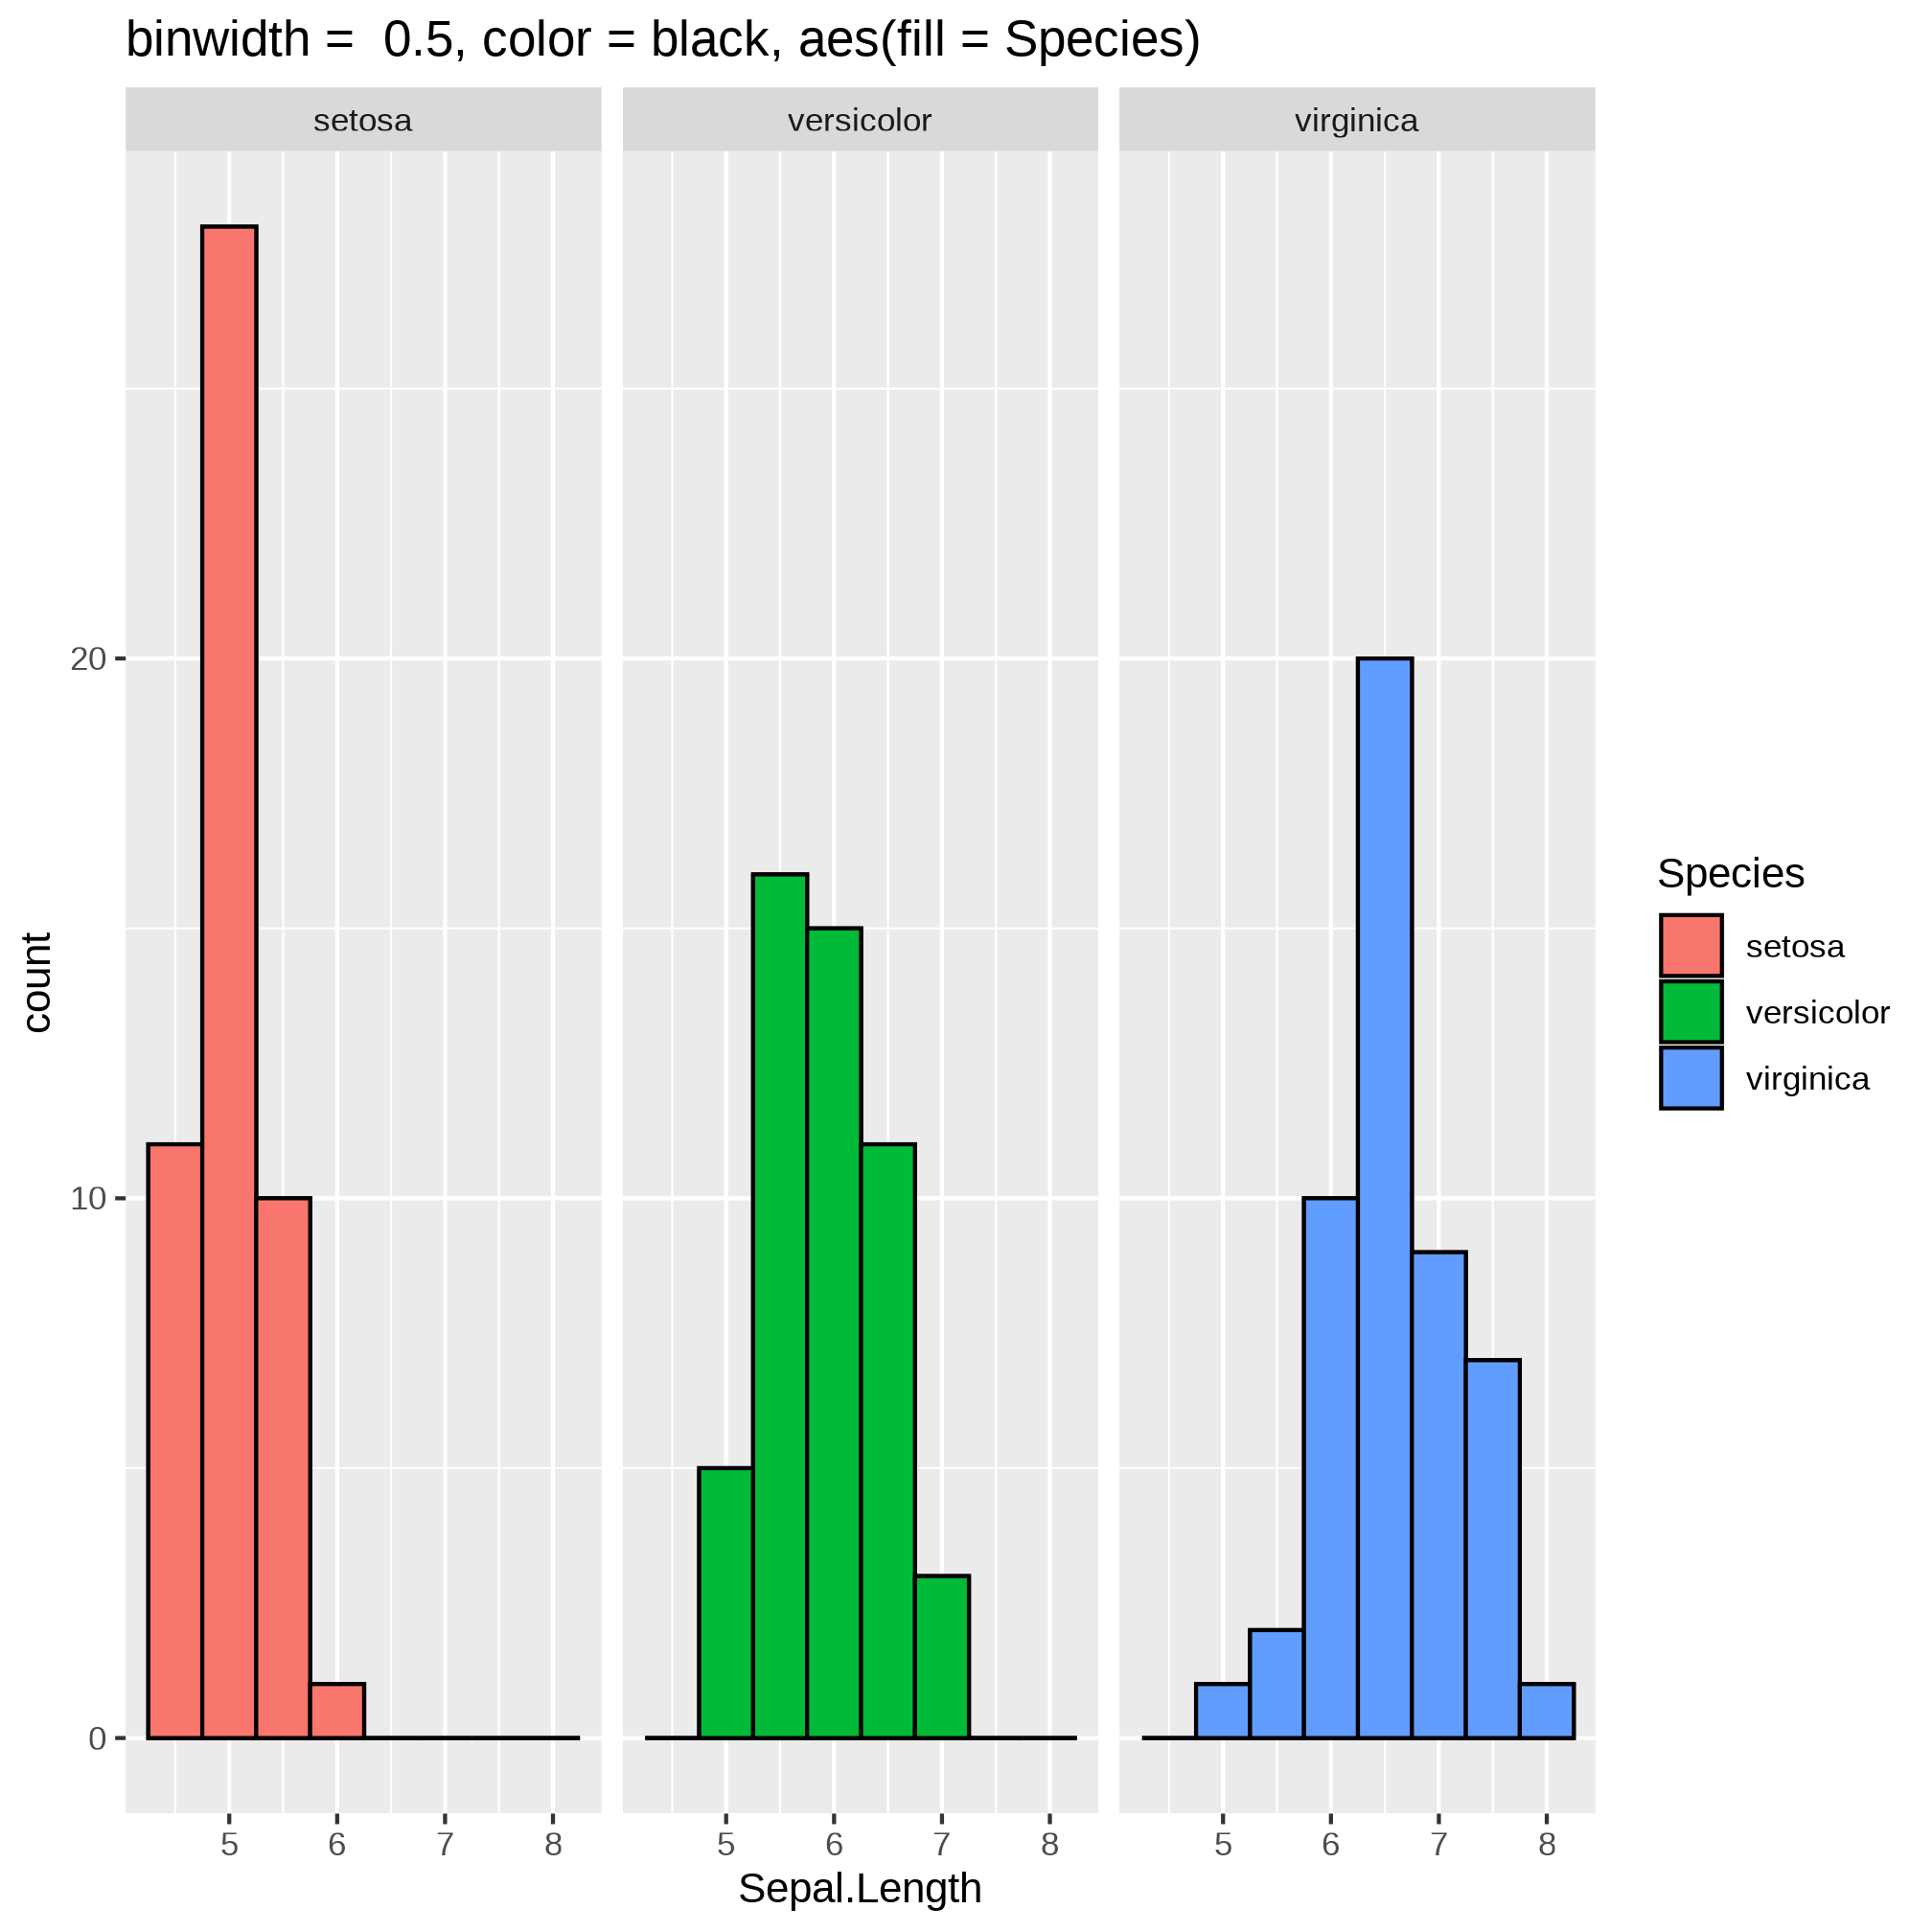 binwidth =  0.5, color = black, aes(fill = Species)
setosa
versicolor
virginica
20
10
0
count
5 6 7 8
5 6 7 8
5 6 7 8
Sepal.Length
Species
setosa
versicolor
virginica